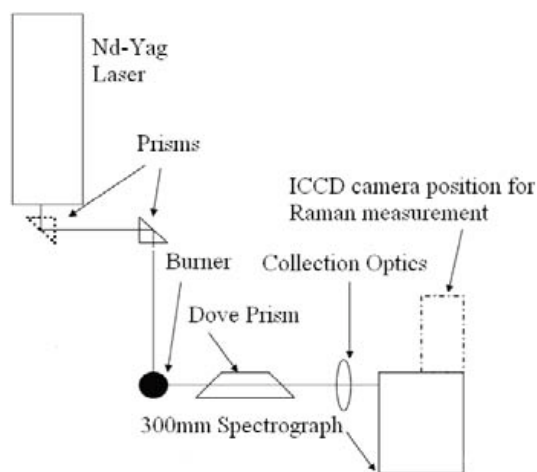 Nd-Yag
Laser
Prisms
ICCD camera position for
Raman measurement
Burner
Collection Optics
Dove Prism
300mm Spectrograph